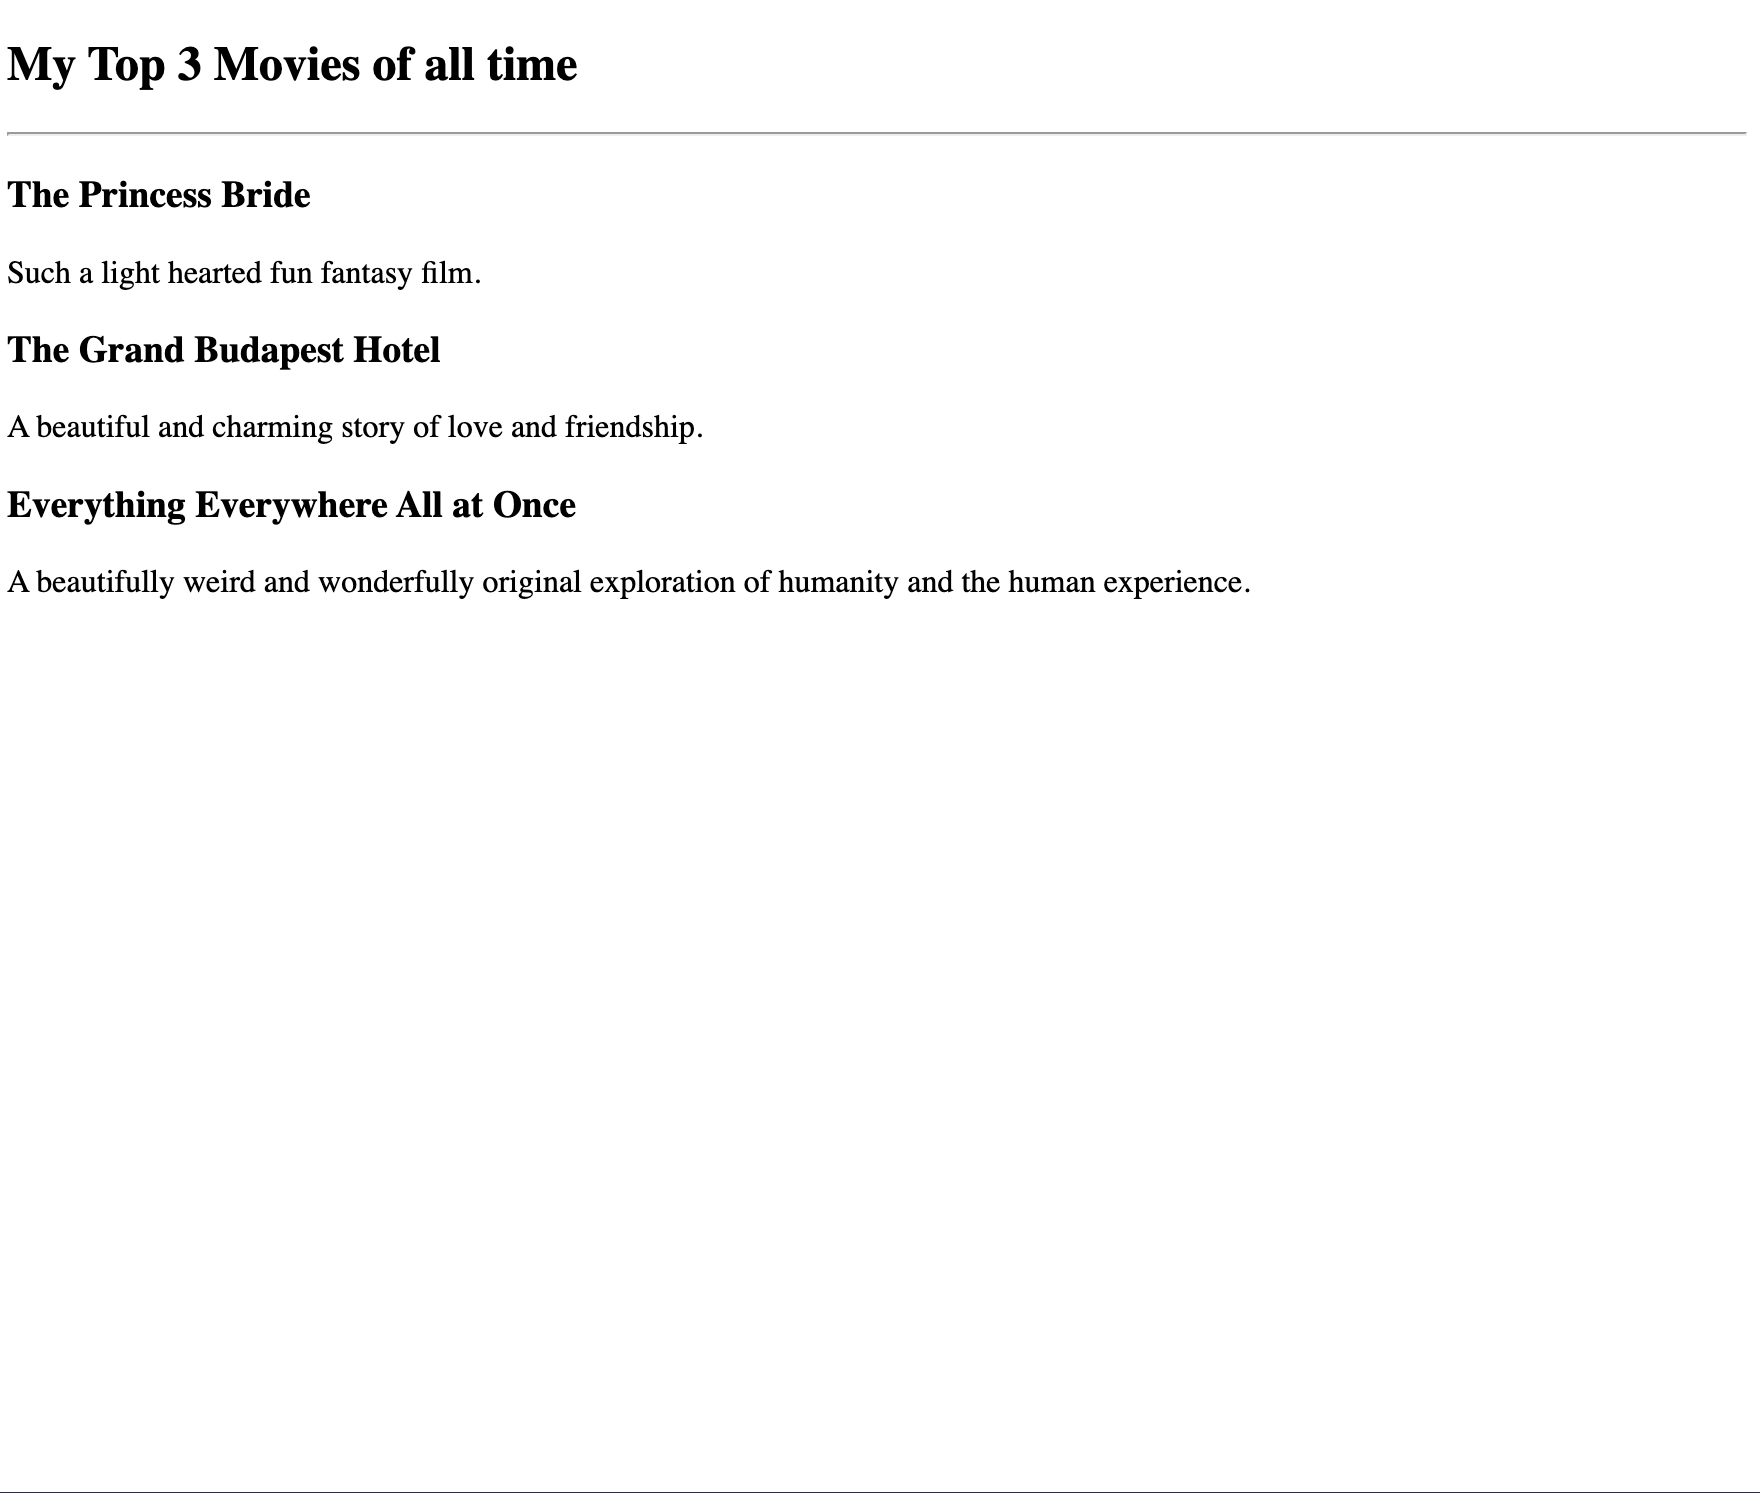 My Top 3 Movies of all time
The Princess Bride
Such a light hearted fun fantasy film.
The Grand Budapest Hotel
A beautiful and charming story of love and friendship.
Everything Everywhere All at Once
A beautifully weird and wonderfully original exploration of humanity and the human experience.